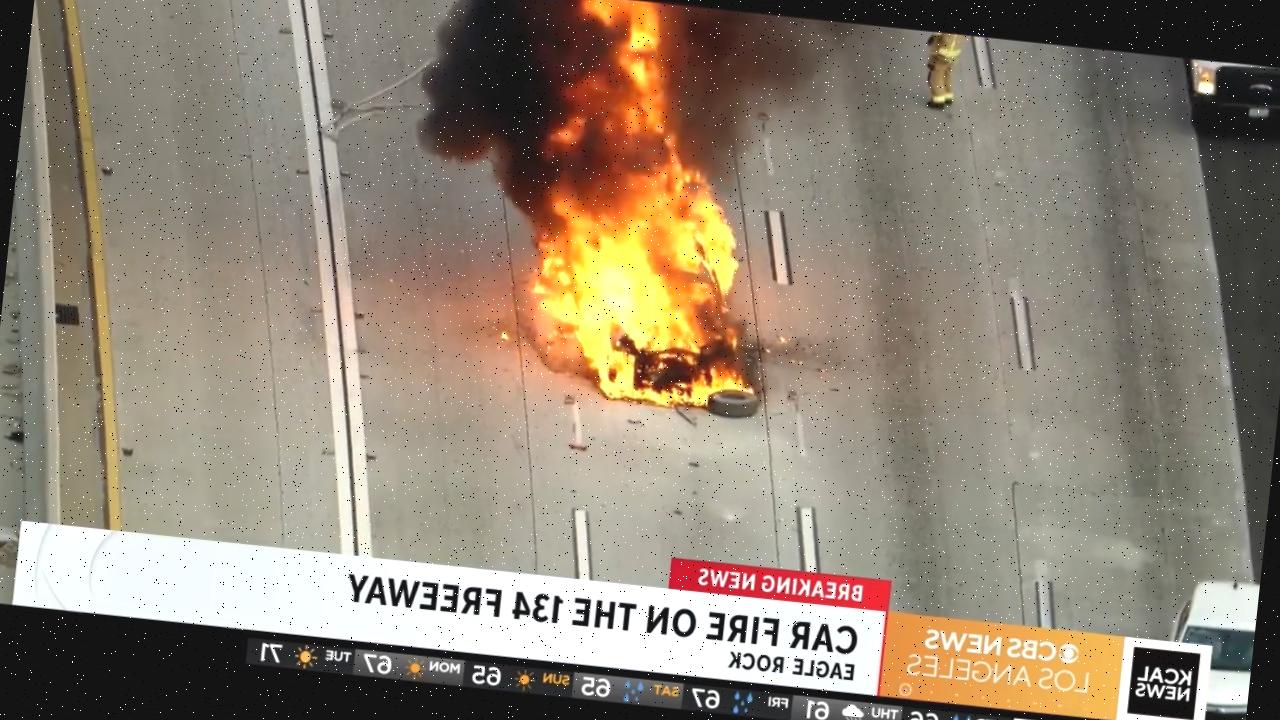 BREAKING NEWS
CAR FIRE ON THE 134 FREEWAY
EAGLE ROCK
CBS NEWS
LOS ANGELES
KCAL
NEWS
THU 61 FRI 67 SAT 65 SUN 65 MON 67 TUE 71